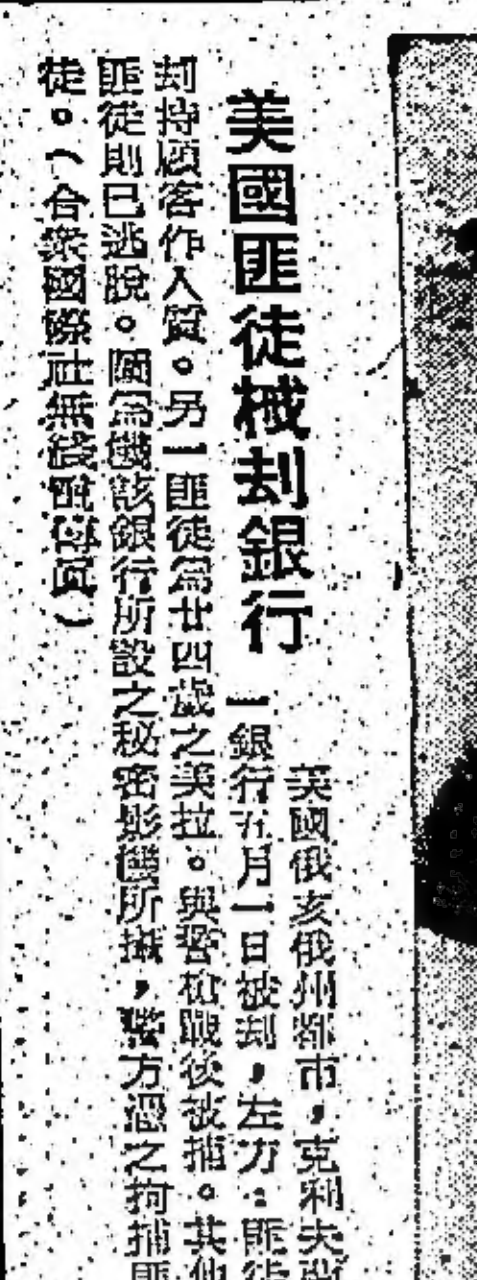 美國匪徒械刦銀行
美國俄亥俄州都市，克利夫
一銀行五月一日被刦，左方：匪徒
刦持顧客作人質。另一匪徒為廿四歲之美拉。與警槍戰後被捕。其他
匪徒則已逃脫。圖為該銀行所設之秘密影機所攝，警方憑之拘捕匪
徒。（合衆國際社無綫電傳真）